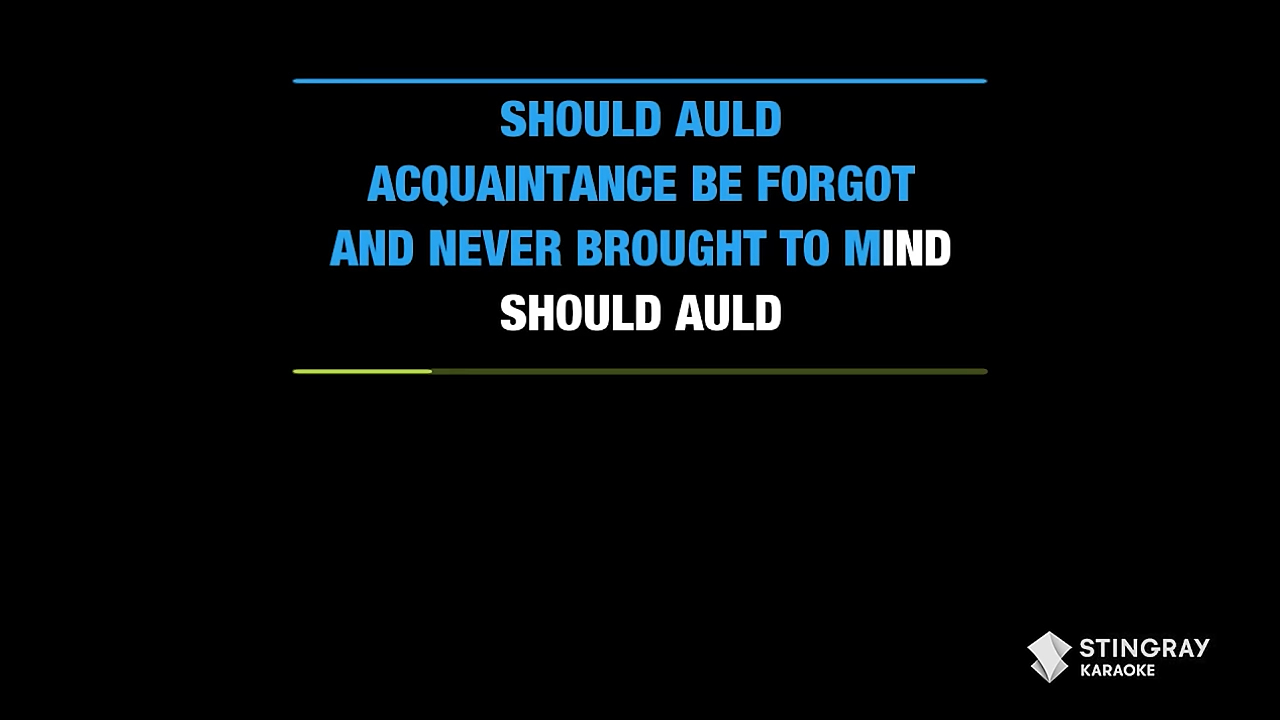 SHOULD AULD
ACQUAINTANCE BE FORGOT
AND NEVER BROUGHT TO MIND
SHOULD AULD
STINGRAY
KARAOKE